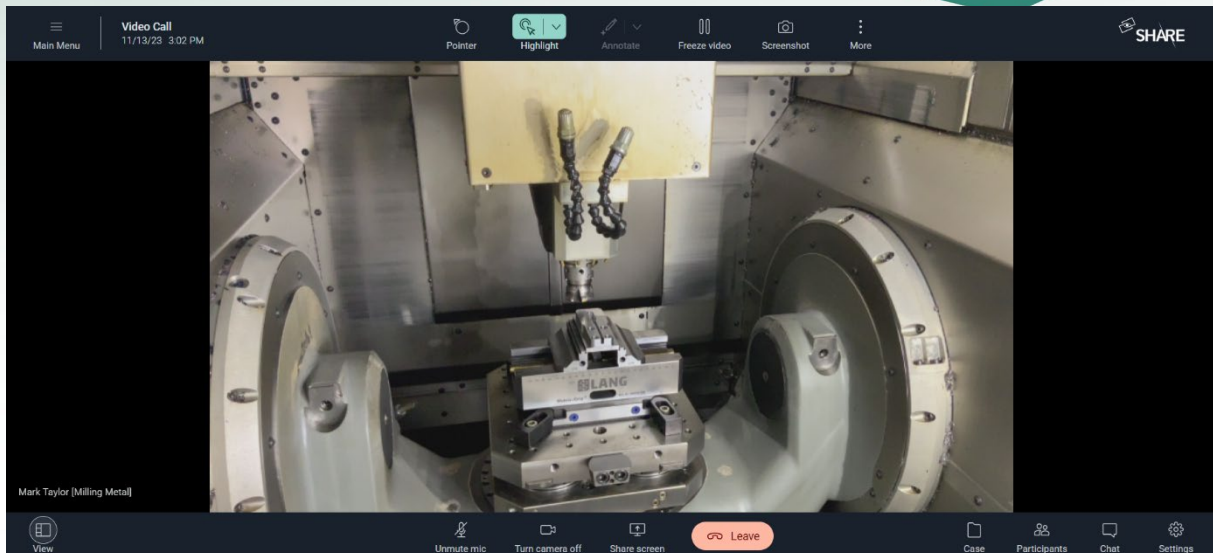 Main Menu
Video Call
11/13/23 3:02 PM
Pointer
Highlight
Annotate
Freeze video
Screenshot
More
SHARE
LANG
Mark Taylor [Milling Metal]
View
Unmute mic
Turn camera off
Share screen
Leave
Case
Participants
Chat
Settings